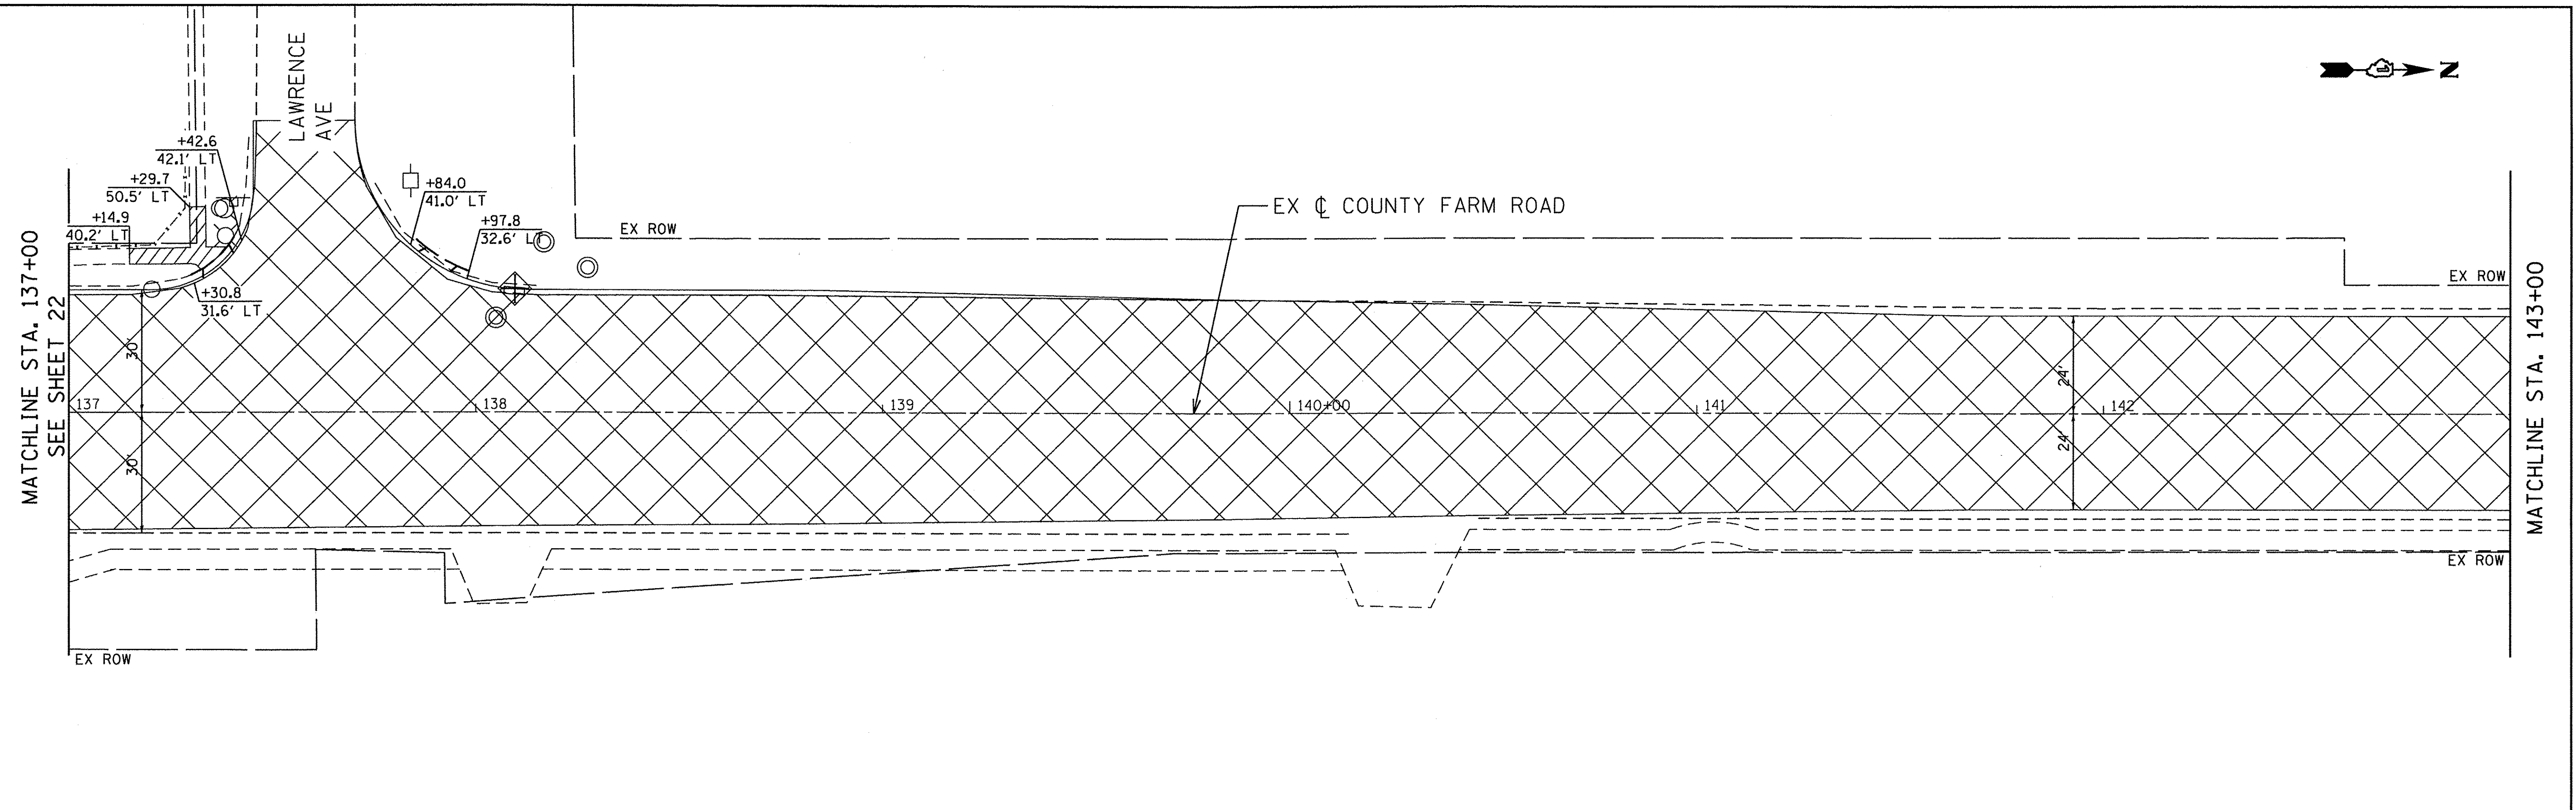 LAWRENCE
AVE
N
+42.6
42.1' LT
+29.7
50.5' LT
+14.9
40.2' LT
+84.0
41.0' LT
+97.8
32.6' LT
+30.8
31.6' LT
EX ROW
EX ℄ COUNTY FARM ROAD
EX ROW
MATCHLINE STA. 137+00
SEE SHEET 22
30'
30'
137
138
139
140+00
141
142
24'
24'
MATCHLINE STA. 143+00
EX ROW
EX ROW